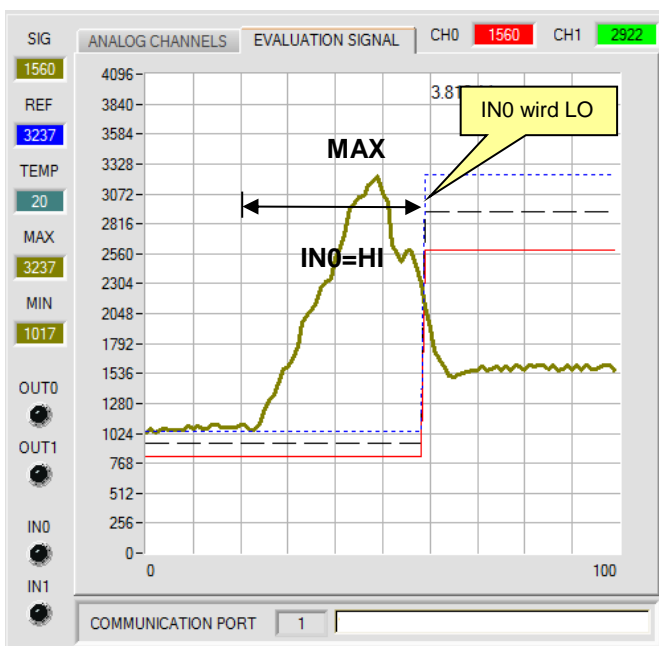 SIG
ANALOG CHANNELS
EVALUATION SIGNAL
CH0
1560
CH1
2922
1560
REF
3237
TEMP
20
MAX
3237
MIN
1017
OUT0
OUT1
IN0
IN1
4096
3840
3584
3328
3072
2816
2560
2304
2048
1792
1536
1280
1024
768
512
256
0
0
100
IN0 wird LO
MAX
IN0=HI
COMMUNICATION PORT
1